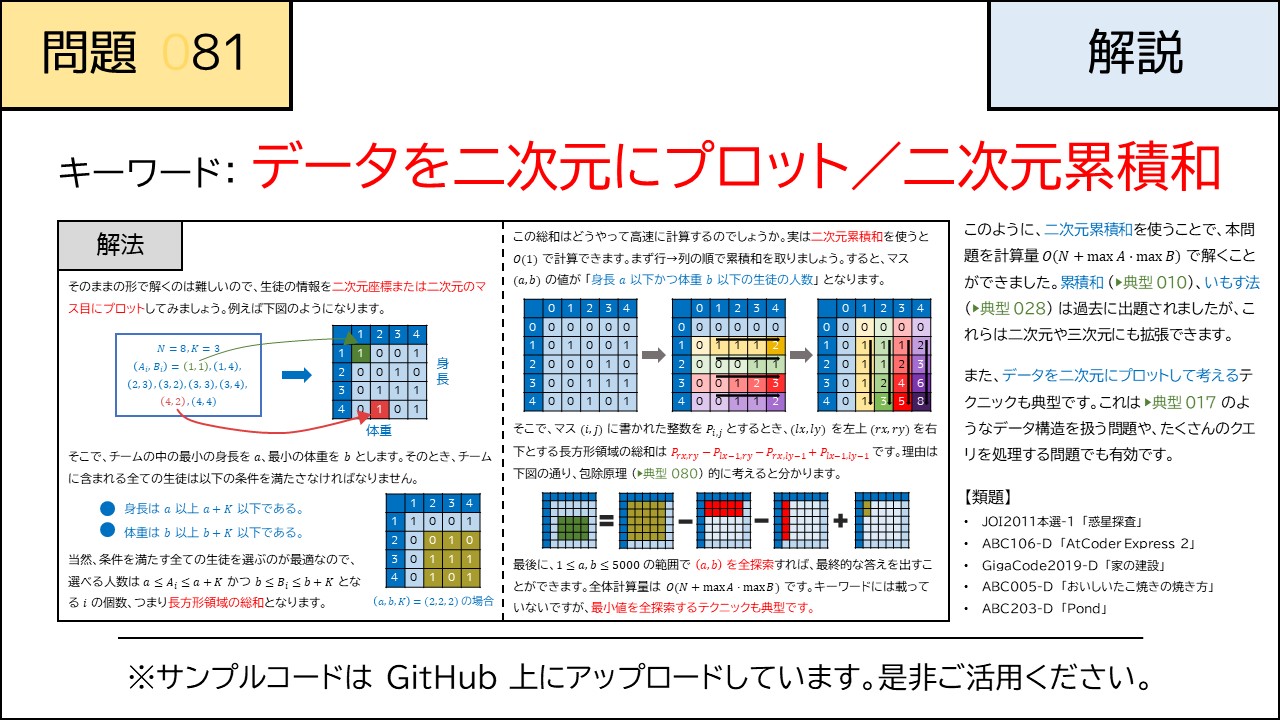 問題 081
解説
キーワード: データを二次元にプロット／二次元累積和
解法
そのままの形で解くのは難しいので、生徒の情報を二次元座標または二次元のマ
ス目にプロットしてみましょう。例えば下図のようになります。
N = 8, K = 3
(Aᵢ, Bᵢ) = (1, 1), (1, 4),
(2, 3), (3, 2), (3, 3), (3, 4),
(4, 2), (4, 4)
1 2 3 4
1 1 0 0 1
2 0 0 1 0
3 0 1 1 1
4 0 1 0 1
身長
体重
そこで、チームの中の最小の身長を a、最小の体重を b とします。そのとき、チーム
に含まれる全ての生徒は以下の条件を満たさなければなりません。
身長は a 以上 a + K 以下である。
体重は b 以上 b + K 以下である。
当然、条件を満たす全ての生徒を選ぶのが最適なので、
選べる人数は a ≤ Aᵢ ≤ a + K かつ b ≤ Bᵢ ≤ b + K とな
る i の個数、つまり長方形領域の総和となります。
1 2 3 4
1 1 0 0 1
2 0 0 1 0
3 0 1 1 1
4 0 1 0 1
(a, b, K) = (2, 2, 2) の場合
この総和はどうやって高速に計算するのでしょうか。実は二次元累積和を使うと
O(1) で計算できます。まず行→列の順で累積和を取りましょう。すると、マス
(a, b) の値が「身長 a 以下かつ体重 b 以下の生徒の人数」となります。
0 1 2 3 4
0 0 0 0 0 0
1 0 1 0 0 1
2 0 0 0 1 0
3 0 0 1 1 1
4 0 0 1 0 1
0 1 2 3 4
0 0 0 0 0 0
1 0 1 1 1 2
2 0 0 0 1 1
3 0 0 1 2 3
4 0 0 1 1 2
0 1 2 3 4
0 0 0 0 0 0
1 0 1 1 1 2
2 0 1 1 2 3
3 0 1 2 4 6
4 0 1 3 5 8
そこで、マス (i, j) に書かれた整数を Pᵢ,ⱼ とするとき、(lx, ly) を左上 (rx, ry) を右
下とする長方形領域の総和は P_{rx,ry} − P_{lx−1,ry} − P_{rx,ly−1} + P_{lx−1,ly−1} です。理由は
下図の通り、包除原理（▶典型 080）的に考えると分かります。
= − − +
最後に、1 ≤ a, b ≤ 5000 の範囲で (a, b) を全探索すれば、最終的な答えを出すこ
とができます。全体計算量は O(N + maxA · maxB) です。キーワードには載って
いないですが、最小値を全探索するテクニックも典型です。
このように、二次元累積和を使うことで、本問
題を計算量 O(N + max A · max B) で解くこと
ができました。累積和（▶典型 010）、いもす法
（▶典型 028）は過去に出題されましたが、こ
れらは二次元や三次元にも拡張できます。
また、データを二次元にプロットして考えるテ
クニックも典型です。これは ▶典型 017 のよ
うなデータ構造を扱う問題や、たくさんのクエ
リを処理する問題でも有効です。
【類題】
• JOI2011本選-1「惑星探査」
• ABC106-D「AtCoder Express 2」
• GigaCode2019-D「家の建設」
• ABC005-D「おいしいたこ焼きの焼き方」
• ABC203-D「Pond」
※サンプルコードは GitHub 上にアップロードしています。是非ご活用ください。